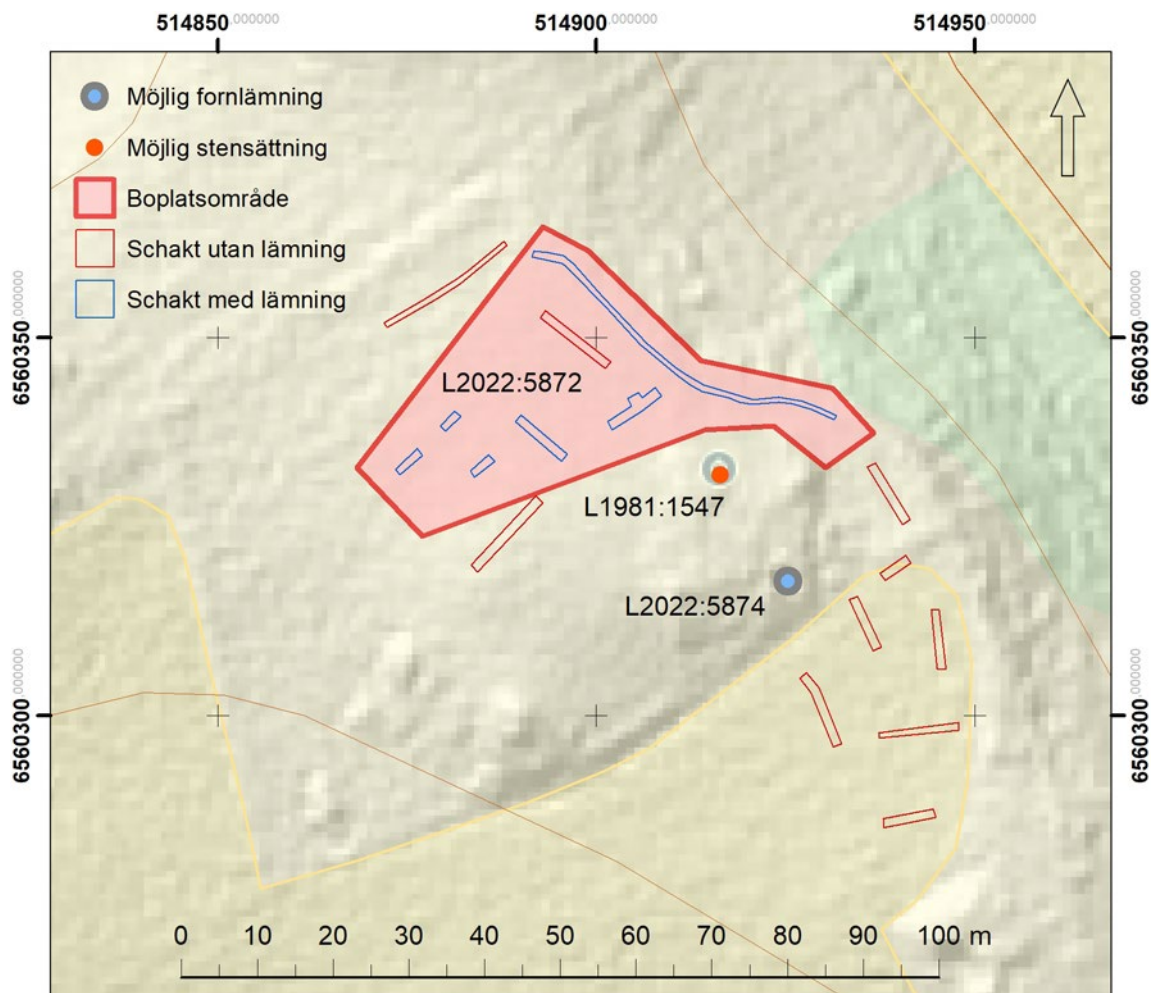 514850.000000 514900.000000 514950.000000
Möjlig fornlämning
Möjlig stensättning
Boplatsområde
Schakt utan lämning
Schakt med lämning
6560350.000000
6560350.000000
L2022:5872
L1981:1547
L2022:5874
6560300.000000
6560300.000000
0 10 20 30 40 50 60 70 80 90 100 m